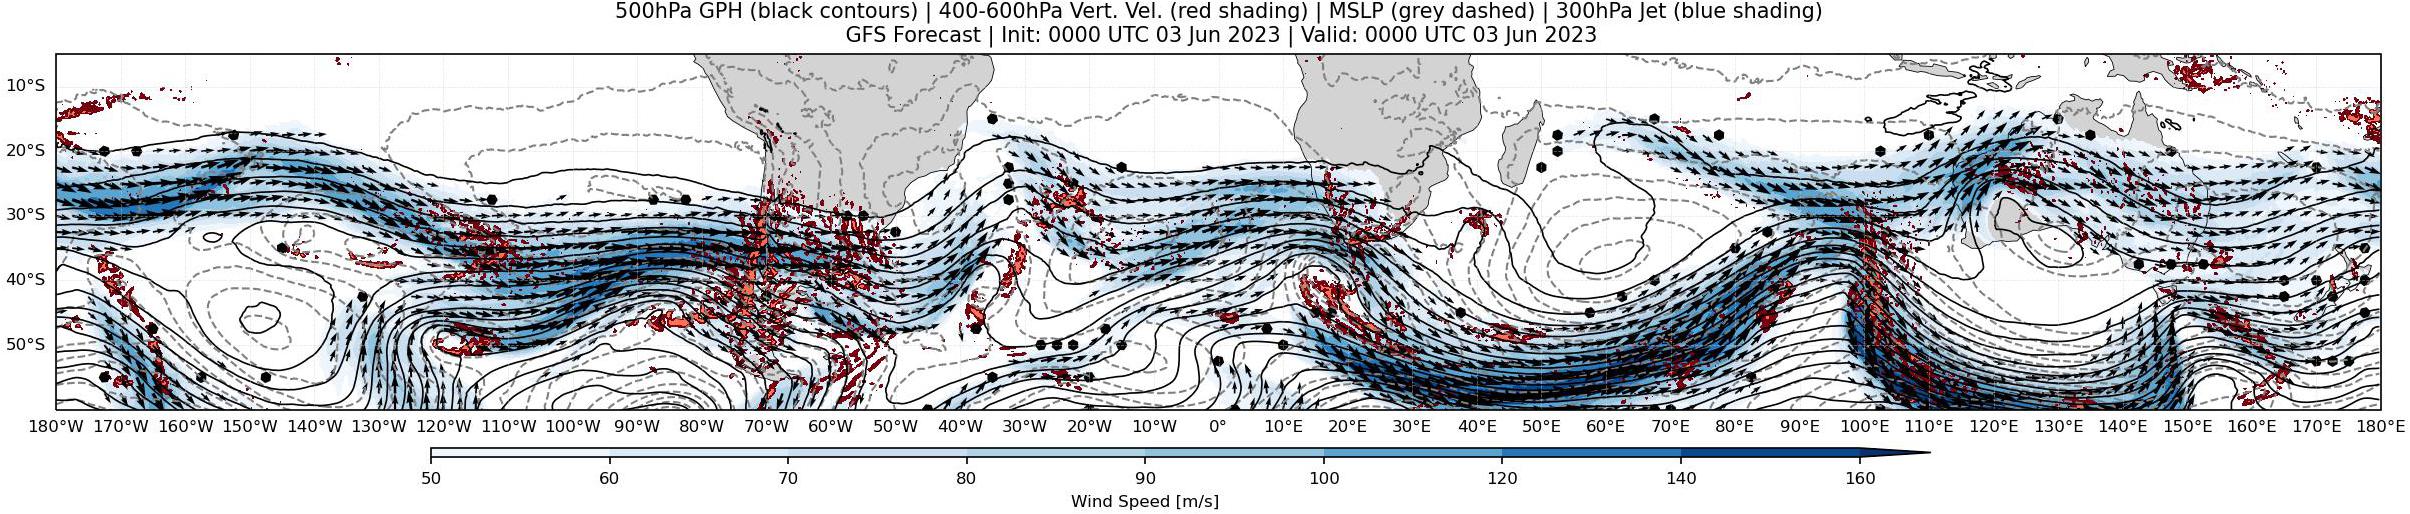 500hPa GPH (black contours) | 400-600hPa Vert. Vel. (red shading) | MSLP (grey dashed) | 300hPa Jet (blue shading)
GFS Forecast | Init: 0000 UTC 03 Jun 2023 | Valid: 0000 UTC 03 Jun 2023
10°S
20°S
30°S
40°S
50°S
180°W 170°W 160°W 150°W 140°W 130°W 120°W 110°W 100°W 90°W 80°W 70°W 60°W 50°W 40°W 30°W 20°W 10°W 0° 10°E 20°E 30°E 40°E 50°E 60°E 70°E 80°E 90°E 100°E 110°E 120°E 130°E 140°E 150°E 160°E 170°E 180°E
50 60 70 80 90 100 120 140 160
Wind Speed [m/s]